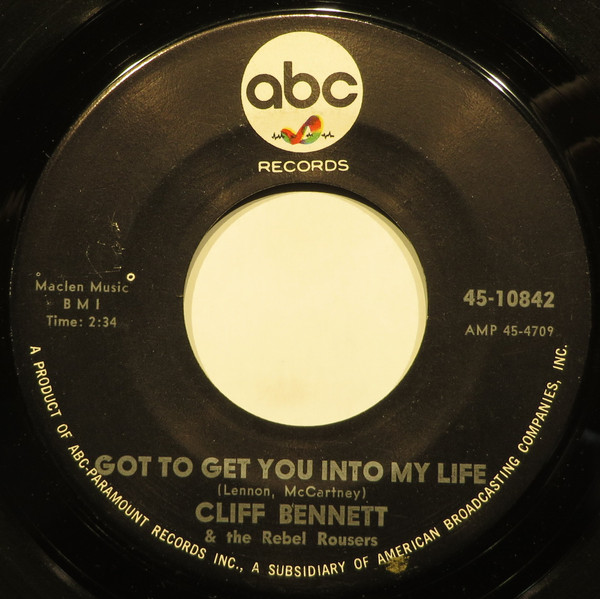 abc
RECORDS
Maclen Music
B M I
Time: 2:34
45-10842
AMP 45-4709
GOT TO GET YOU INTO MY LIFE
(Lennon, McCartney)
CLIFF BENNETT
& the Rebel Rousers
A PRODUCT OF ABC-PARAMOUNT RECORDS INC., A SUBSIDIARY OF AMERICAN BROADCASTING COMPANIES, INC.